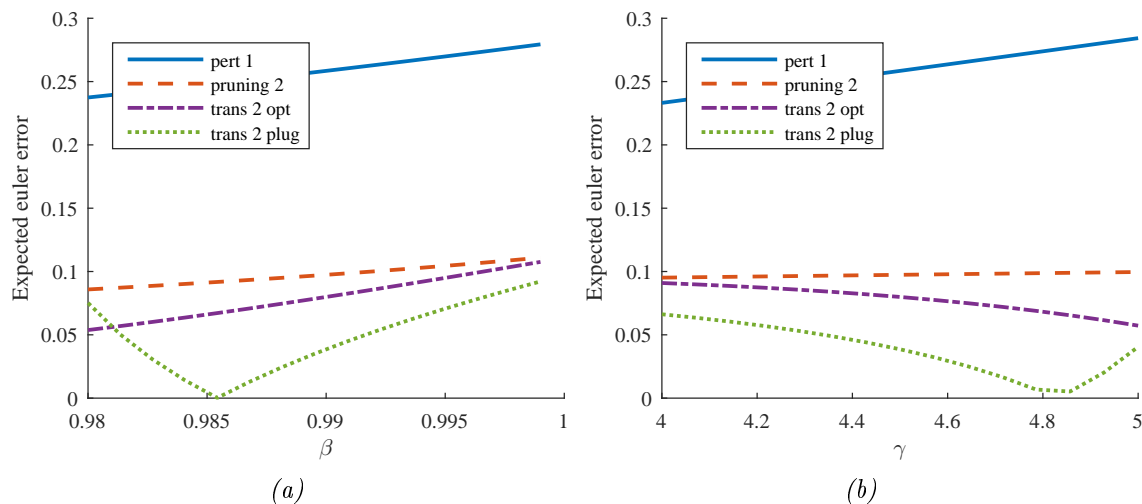 0.3
0.25
0.2
0.15
0.1
0.05
0
Expected euler error
pert 1
pruning 2
trans 2 opt
trans 2 plug
0.98
0.985
0.99
0.995
1
β
(a)
0.3
0.25
0.2
0.15
0.1
0.05
0
Expected euler error
pert 1
pruning 2
trans 2 opt
trans 2 plug
4
4.2
4.4
4.6
4.8
5
γ
(b)